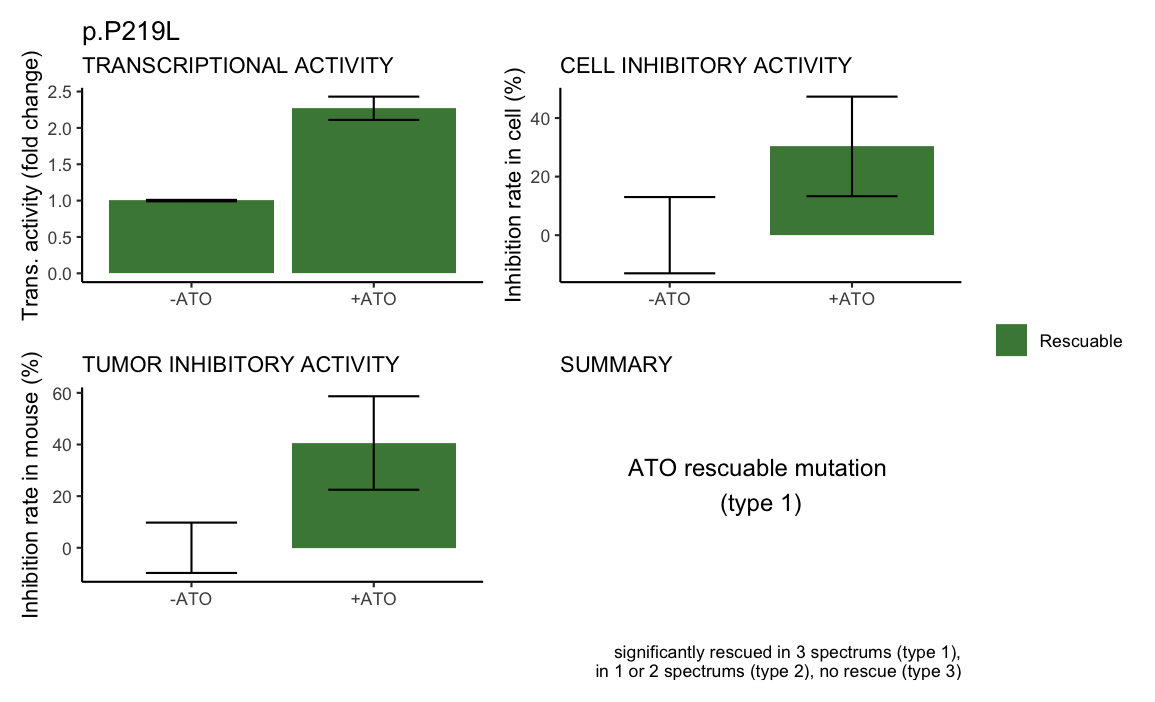 p.P219L
TRANSCRIPTIONAL ACTIVITY
Trans. activity (fold change)
2.5
2.0
1.5
1.0
0.5
0.0
-ATO
+ATO
CELL INHIBITORY ACTIVITY
Inhibition rate in cell (%)
40
20
0
-ATO
+ATO
Rescuable
TUMOR INHIBITORY ACTIVITY
Inhibition rate in mouse (%)
60
40
20
0
-ATO
+ATO
SUMMARY
ATO rescuable mutation
(type 1)
significantly rescued in 3 spectrums (type 1),
in 1 or 2 spectrums (type 2), no rescue (type 3)